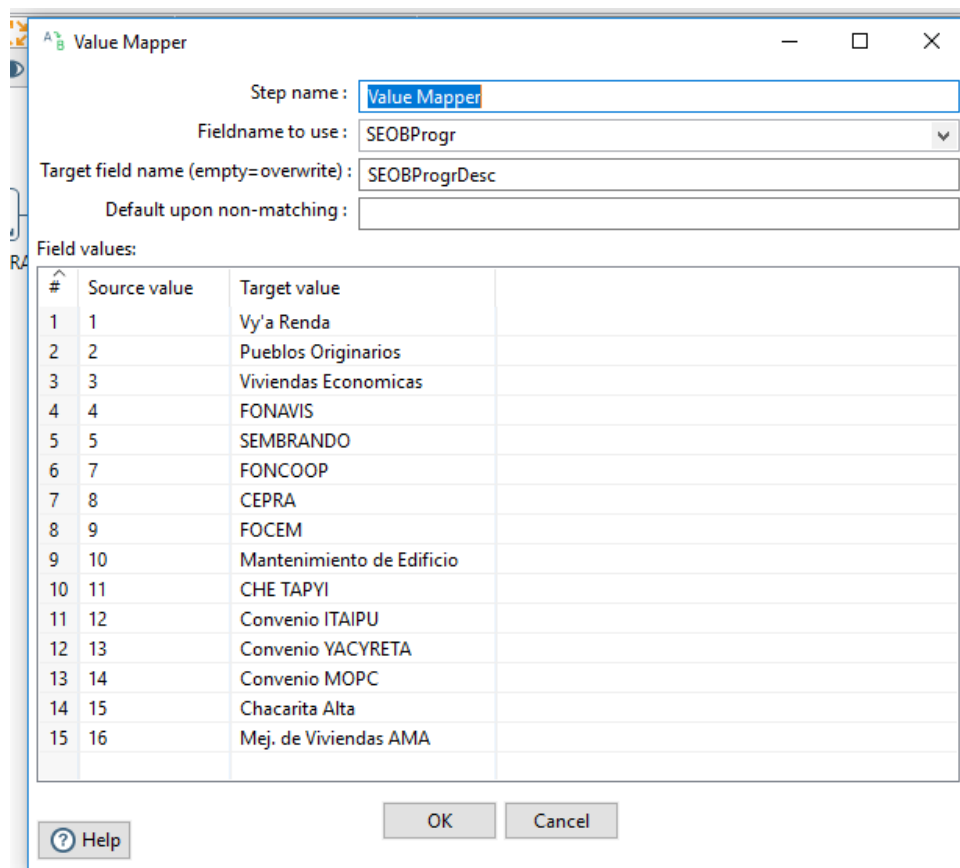 Value Mapper
Step name :
Value Mapper
Fieldname to use :
SEOBProgr
Target field name (empty=overwrite) :
SEOBProgrDesc
Default upon non-matching :
Field values:
# Source value Target value
1 1 Vy'a Renda
2 2 Pueblos Originarios
3 3 Viviendas Economicas
4 4 FONAVIS
5 5 SEMBRANDO
6 7 FONCOOP
7 8 CEPRA
8 9 FOCEM
9 10 Mantenimiento de Edificio
10 11 CHE TAPYI
11 12 Convenio ITAIPU
12 13 Convenio YACYRETA
13 14 Convenio MOPC
14 15 Chacarita Alta
15 16 Mej. de Viviendas AMA
OK Cancel
Help